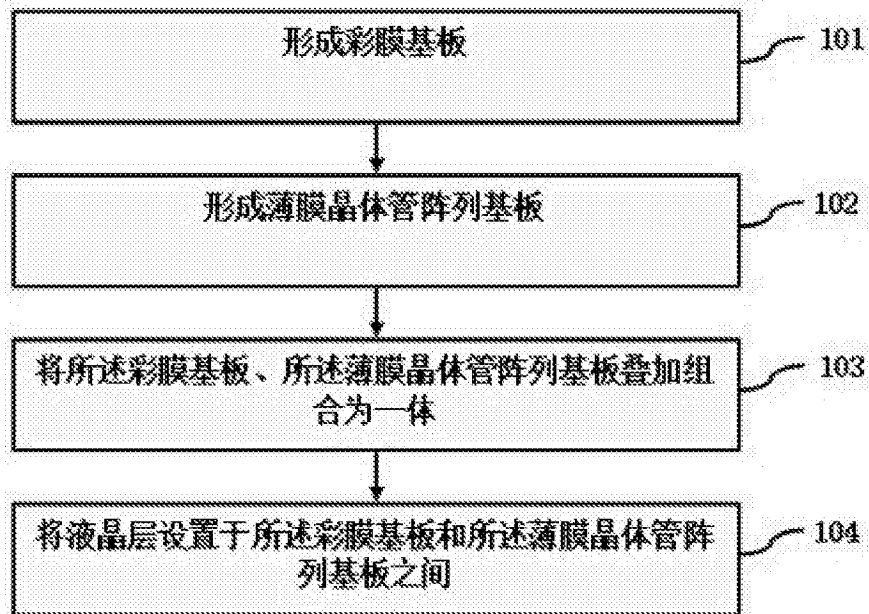 形成彩膜基板
101
形成薄膜晶体管阵列基板
102
将所述彩膜基板、所述薄膜晶体管阵列基板叠加组
合为一体
103
将液晶层设置于所述彩膜基板和所述薄膜晶体管阵
列基板之间
104